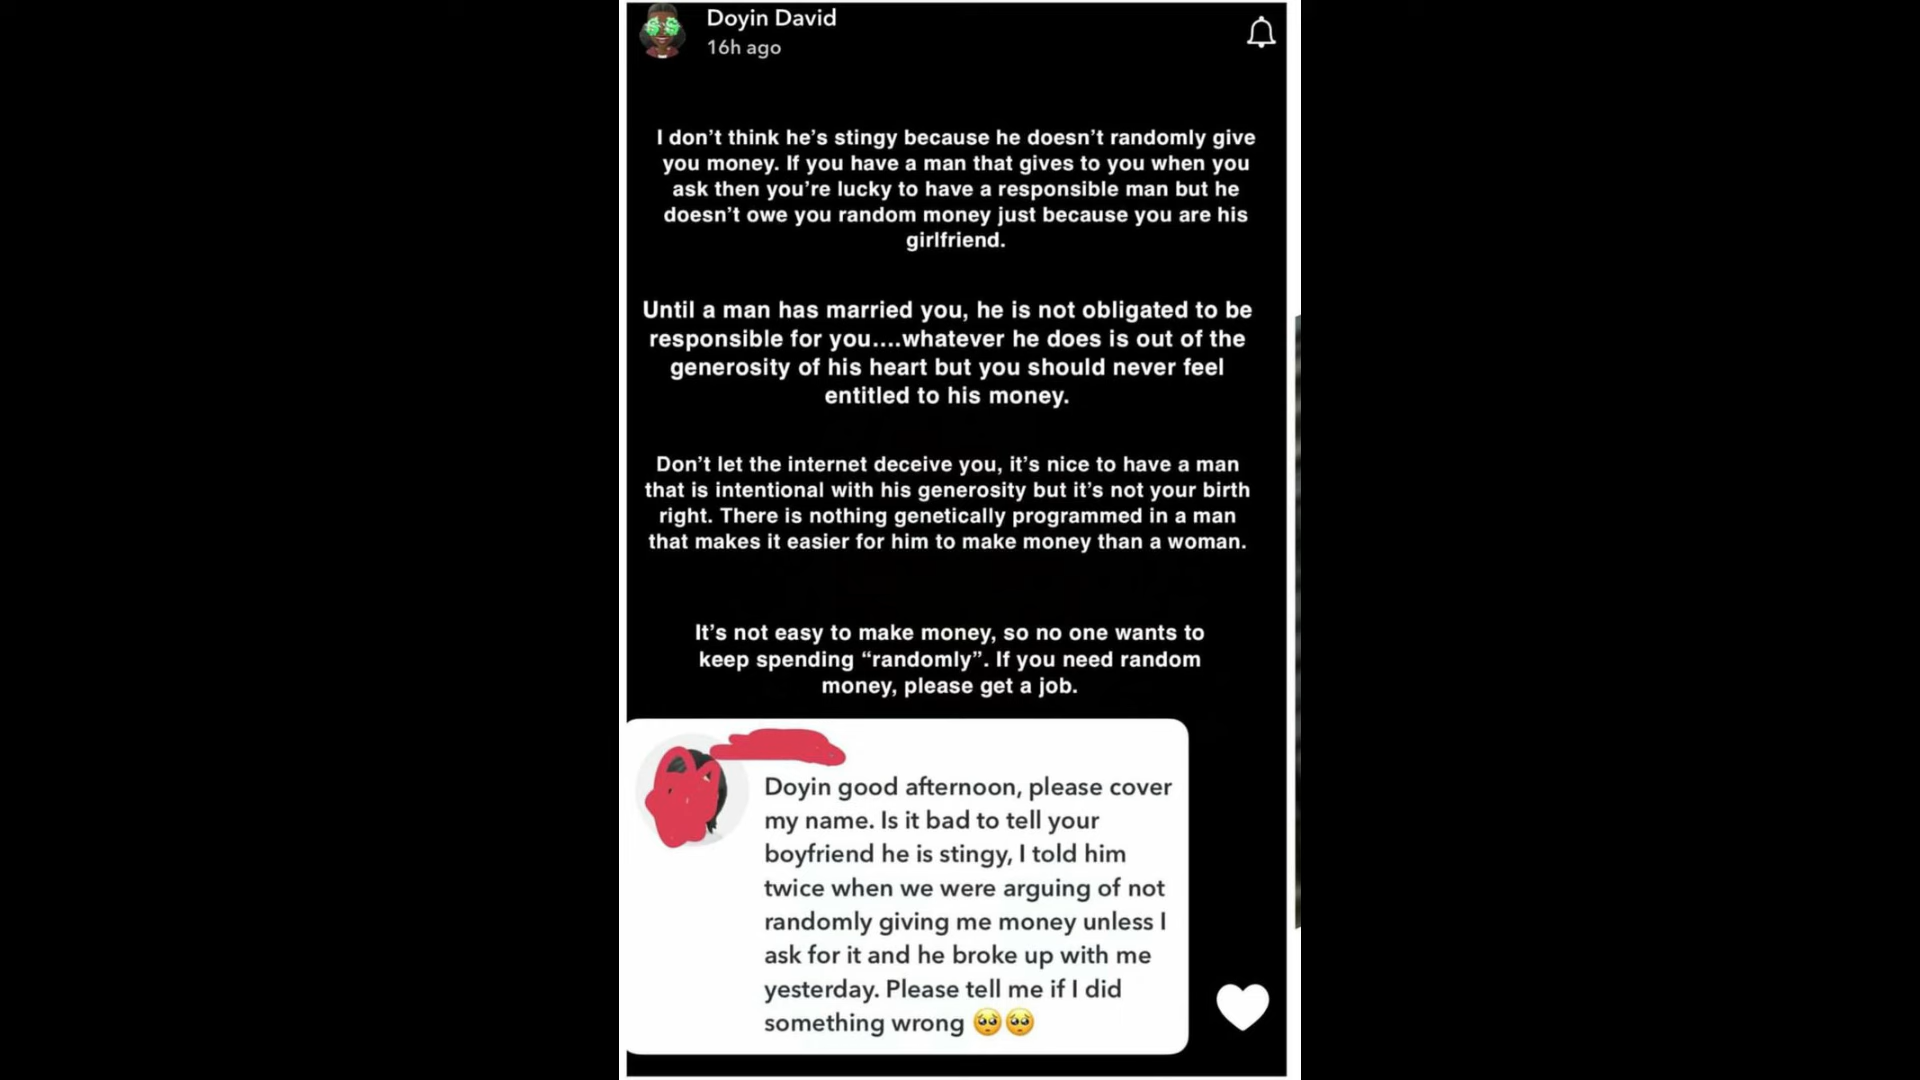 Doyin David
16h ago
I don’t think he’s stingy because he doesn’t randomly give
you money. If you have a man that gives to you when you
ask then you’re lucky to have a responsible man but he
doesn’t owe you random money just because you are his
girlfriend.
Until a man has married you, he is not obligated to be
responsible for you....whatever he does is out of the
generosity of his heart but you should never feel
entitled to his money.
Don’t let the internet deceive you, it’s nice to have a man
that is intentional with his generosity but it’s not your birth
right. There is nothing genetically programmed in a man
that makes it easier for him to make money than a woman.
It’s not easy to make money, so no one wants to
keep spending “randomly”. If you need random
money, please get a job.
Doyin good afternoon, please cover
my name. Is it bad to tell your
boyfriend he is stingy, I told him
twice when we were arguing of not
randomly giving me money unless I
ask for it and he broke up with me
yesterday. Please tell me if I did
something wrong 🥺🥺